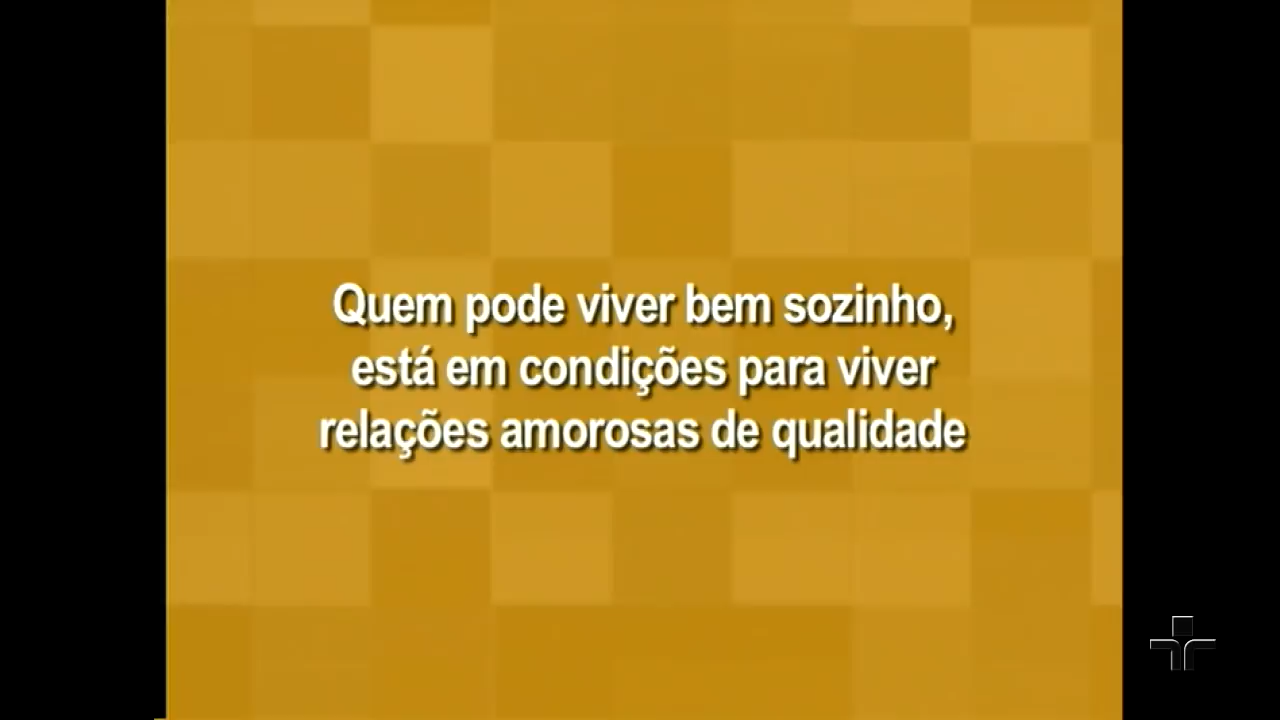 Quem pode viver bem sozinho,
está em condições para viver
relações amorosas de qualidade